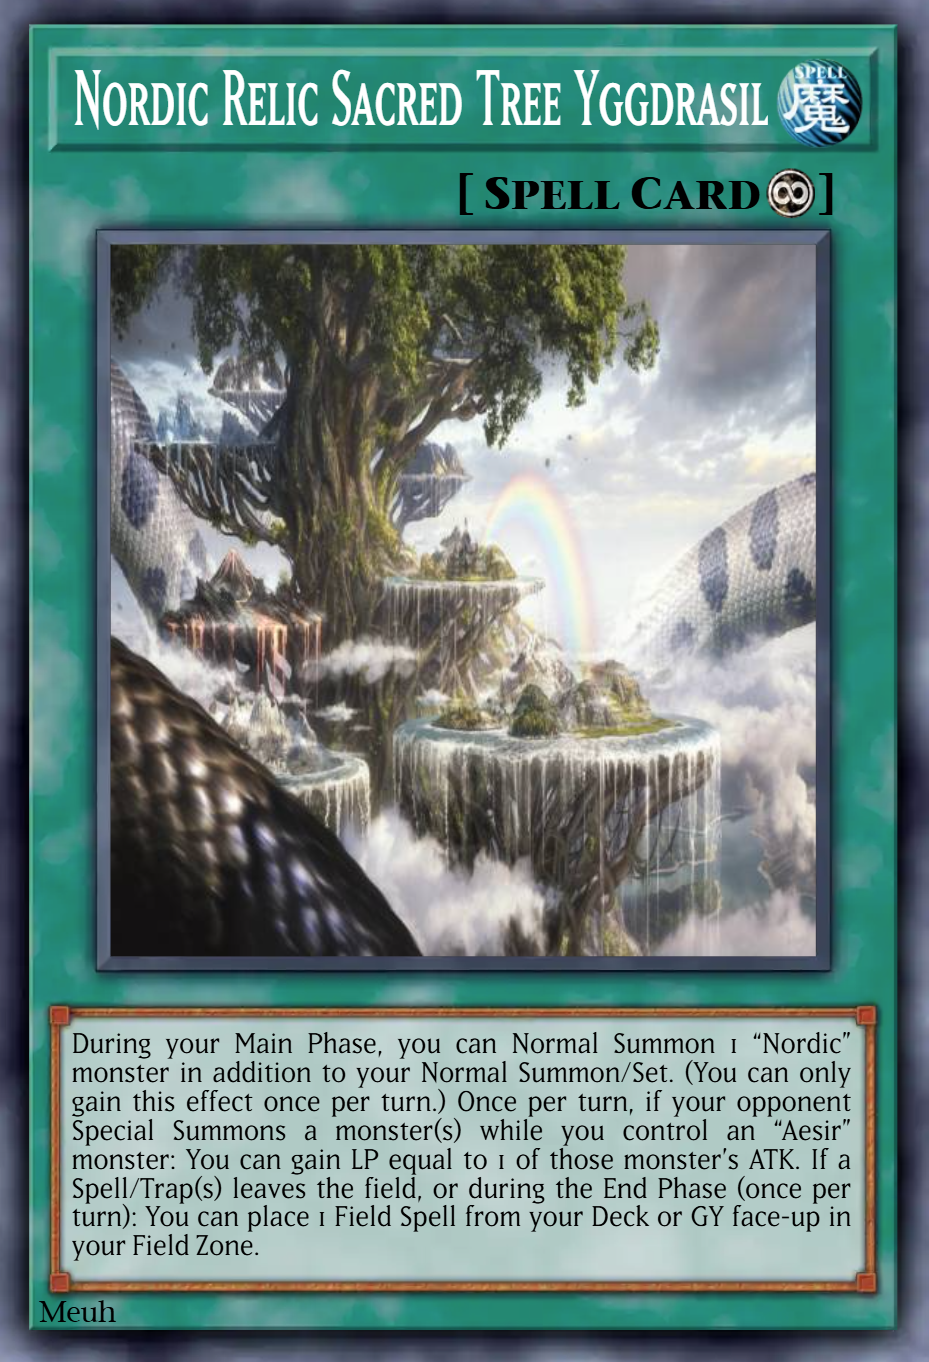 Nordic Relic Sacred Tree Yggdrasil
SPELL
魔
[ Spell Card ]
During your Main Phase, you can Normal Summon 1 “Nordic”
monster in addition to your Normal Summon/Set. (You can only
gain this effect once per turn.) Once per turn, if your opponent
Special Summons a monster(s) while you control an “Aesir”
monster: You can gain LP equal to 1 of those monster’s ATK. If a
Spell/Trap(s) leaves the field, or during the End Phase (once per
turn): You can place 1 Field Spell from your Deck or GY face-up in
your Field Zone.
Meuh